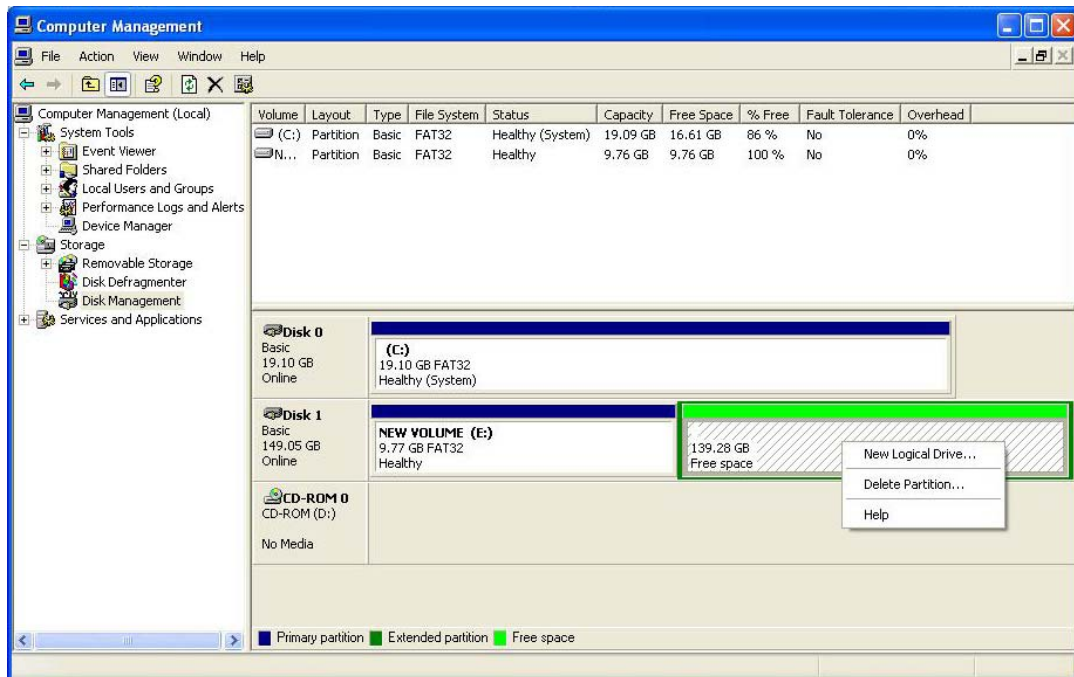 Computer Management
File Action View Window Help
Computer Management (Local)
System Tools
Event Viewer
Shared Folders
Local Users and Groups
Performance Logs and Alerts
Device Manager
Storage
Removable Storage
Disk Defragmenter
Disk Management
Services and Applications
Volume Layout Type File System Status Capacity Free Space % Free Fault Tolerance Overhead
(C:) Partition Basic FAT32 Healthy (System) 19.09 GB 16.61 GB 86 % No 0%
N... Partition Basic FAT32 Healthy 9.76 GB 9.76 GB 100 % No 0%
Disk 0
Basic
19.10 GB
Online
(C:)
19.10 GB FAT32
Healthy (System)
Disk 1
Basic
149.05 GB
Online
NEW VOLUME (E:)
9.77 GB FAT32
Healthy
139.28 GB
Free space
New Logical Drive...
Delete Partition...
Help
CD-ROM 0
CD-ROM (D:)
No Media
Primary partition Extended partition Free space